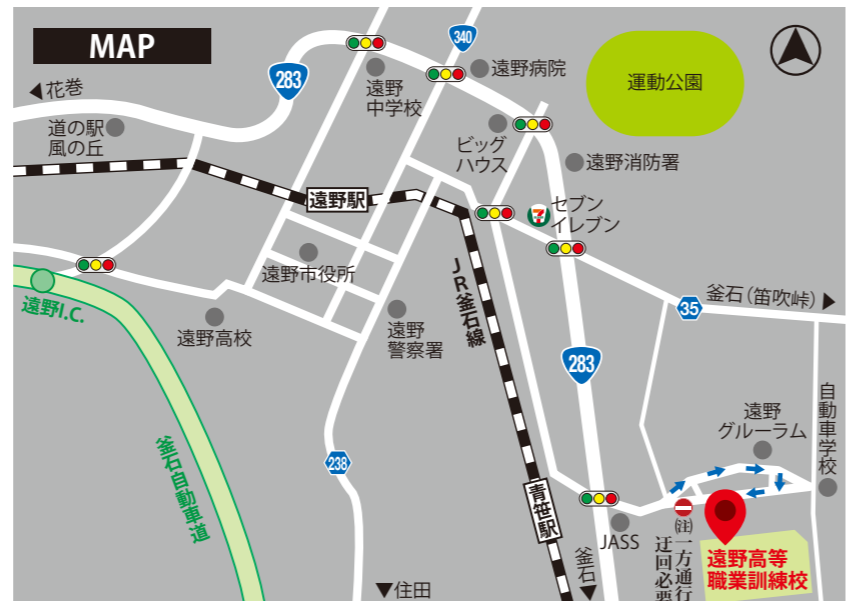 MAP
340
283
遠野病院
遠野
中学校
運動公園
◀花巻
道の駅
風の丘
ビッグ
ハウス
遠野消防署
遠野駅
7
セブン
イレブン
遠野市役所
JR釜石線
釜石(笛吹峠)▶
35
遠野I.C.
遠野高校
遠野
警察署
283
自動車学校
遠野
グルーラム
釜石自動車道
238
青笹駅
JASS
(注)一方通行
迂回必要
遠野高等
職業訓練校
▼住田
釜石▼